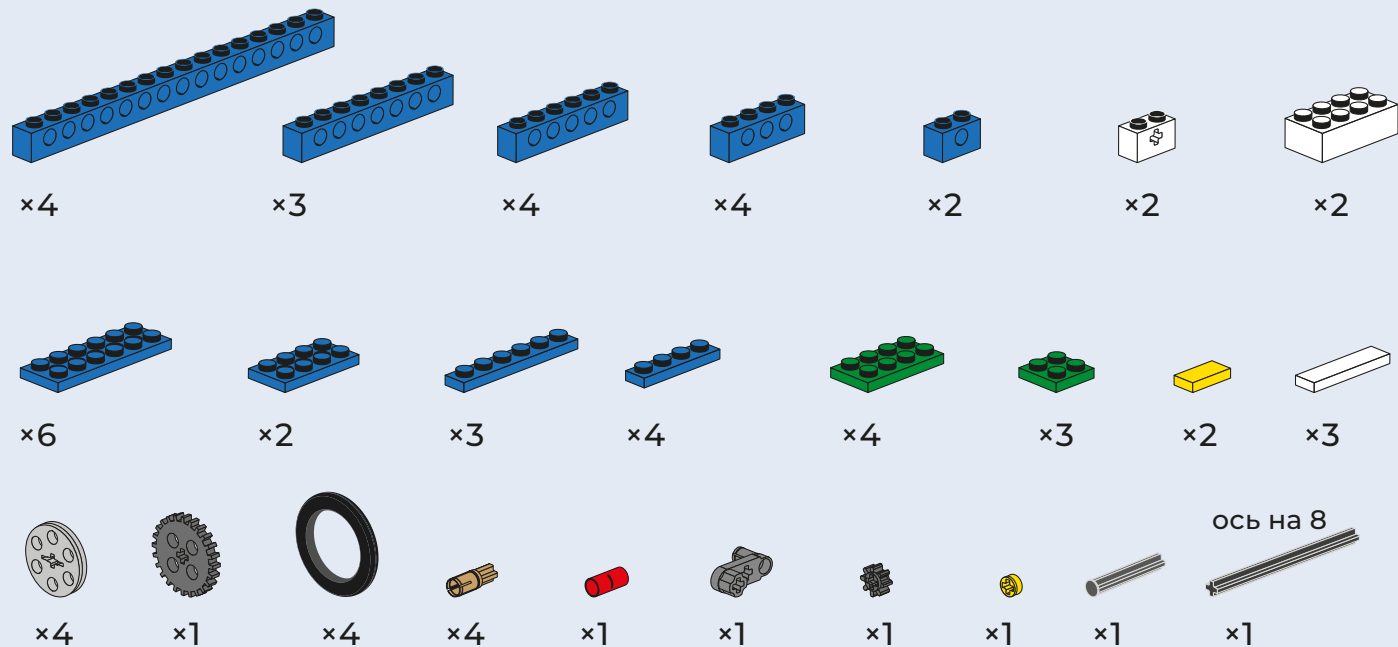 ×4 ×3 ×4 ×4 ×2 ×2 ×2
×6 ×2 ×3 ×4 ×4 ×3 ×2 ×3
ось на 8
×4 ×1 ×4 ×4 ×1 ×1 ×1 ×1 ×1 ×1